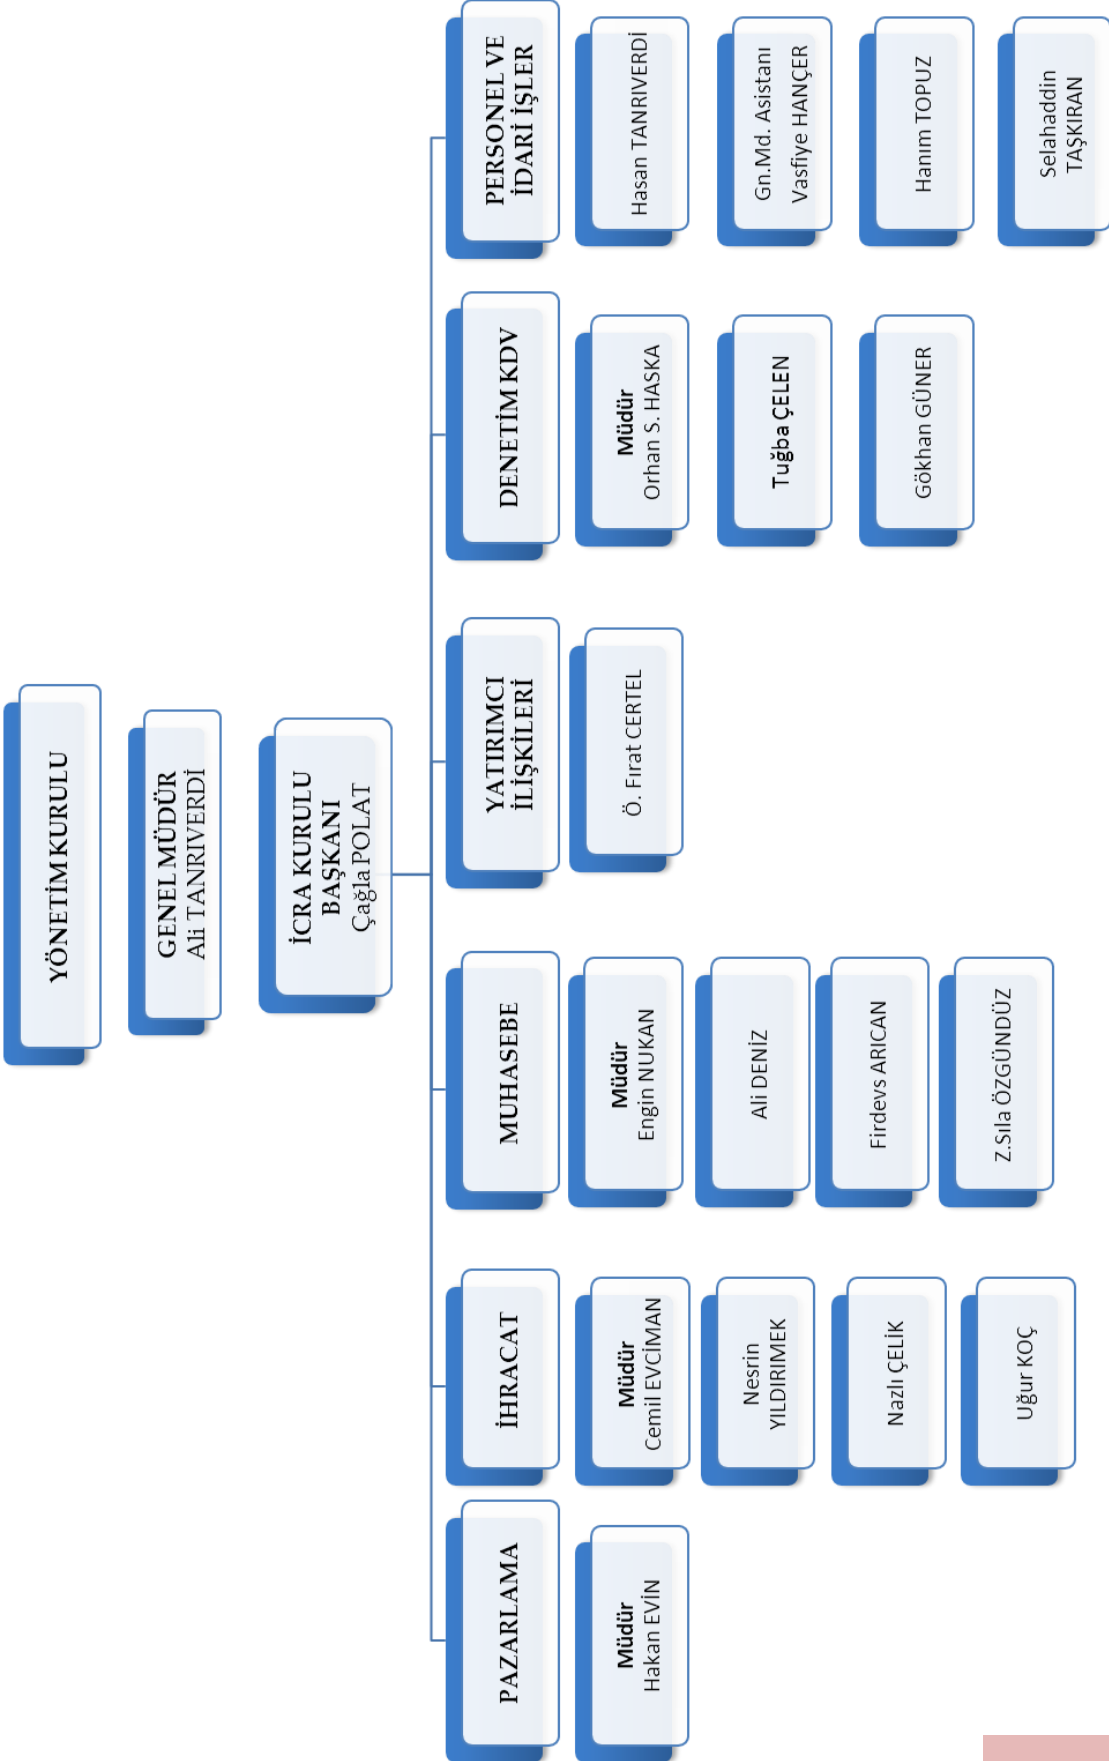 YÖNETİM KURULU
GENEL MÜDÜR
Ali TANRIVERDİ
İCRA KURULU
BAŞKANI
Çağla POLAT
PAZARLAMA
Müdür
Hakan EVİN
İHRACAT
Müdür
Cemil EVCİMAN
Nesrin
YILDIRIMEK
Nazlı ÇELİK
Uğur KOÇ
MUHASEBE
Müdür
Engin NUKAN
Ali DENİZ
Firdevs ARICAN
Z.Sıla ÖZGÜNDÜZ
YATIRIMCI
İLİŞKİLERİ
Ö. Fırat CERTEL
DENETİM KDV
Müdür
Orhan S. HASKA
Tuğba ÇELEN
Gökhan GÜNER
PERSONEL VE
İDARİ İŞLER
Hasan TANRIVERDİ
Gn.Md. Asistanı
Vasfiye HANÇER
Hanım TOPUZ
Selahaddin
TAŞKIRAN